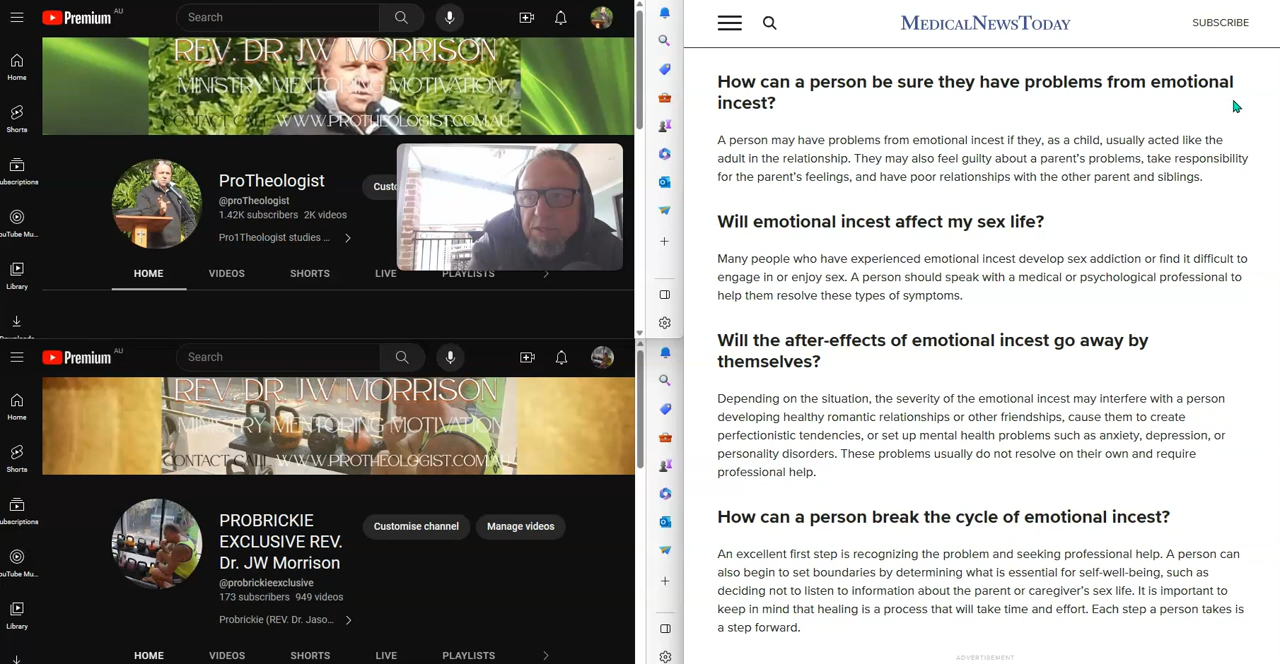 Premium AU
Search
Home
Shorts
ubscriptions
ouTube Mu...
Library
REV. DR. JW MORRISON
MINISTRY MENTORING MOTIVATION
CONTACT CALL WWW.PROTHEOLOGIST.COM.AU
ProTheologist
Custo
@proTheologist
1.42K subscribers 2K videos
Pro1Theologist studies ...
HOME VIDEOS SHORTS LIVE PLAYLISTS
Premium AU
Search
Home
Shorts
ubscriptions
ouTube Mu...
Library
REV. DR. JW MORRISON
MINISTRY MENTORING MOTIVATION
CONTACT CALL WWW.PROTHEOLOGIST.COM.AU
PROBRICKIE
EXCLUSIVE REV.
Dr. JW Morrison
Customise channel
Manage videos
@probrickieexclusive
173 subscribers 949 videos
Probrickie (REV. Dr. Jaso...
HOME VIDEOS SHORTS LIVE PLAYLISTS
MEDICALNEWSTODAY
SUBSCRIBE
How can a person be sure they have problems from emotional
incest?
A person may have problems from emotional incest if they, as a child, usually acted like the
adult in the relationship. They may also feel guilty about a parent's problems, take responsibility
for the parent's feelings, and have poor relationships with the other parent and siblings.
Will emotional incest affect my sex life?
Many people who have experienced emotional incest develop sex addiction or find it difficult to
engage in or enjoy sex. A person should speak with a medical or psychological professional to
help them resolve these types of symptoms.
Will the after-effects of emotional incest go away by
themselves?
Depending on the situation, the severity of the emotional incest may interfere with a person
developing healthy romantic relationships or other friendships, cause them to create
perfectionistic tendencies, or set up mental health problems such as anxiety, depression, or
personality disorders. These problems usually do not resolve on their own and require
professional help.
How can a person break the cycle of emotional incest?
An excellent first step is recognizing the problem and seeking professional help. A person can
also begin to set boundaries by determining what is essential for self-well-being, such as
deciding not to listen to information about the parent or caregiver's sex life. It is important to
keep in mind that healing is a process that will take time and effort. Each step a person takes is
a step forward.
ADVERTISEMENT